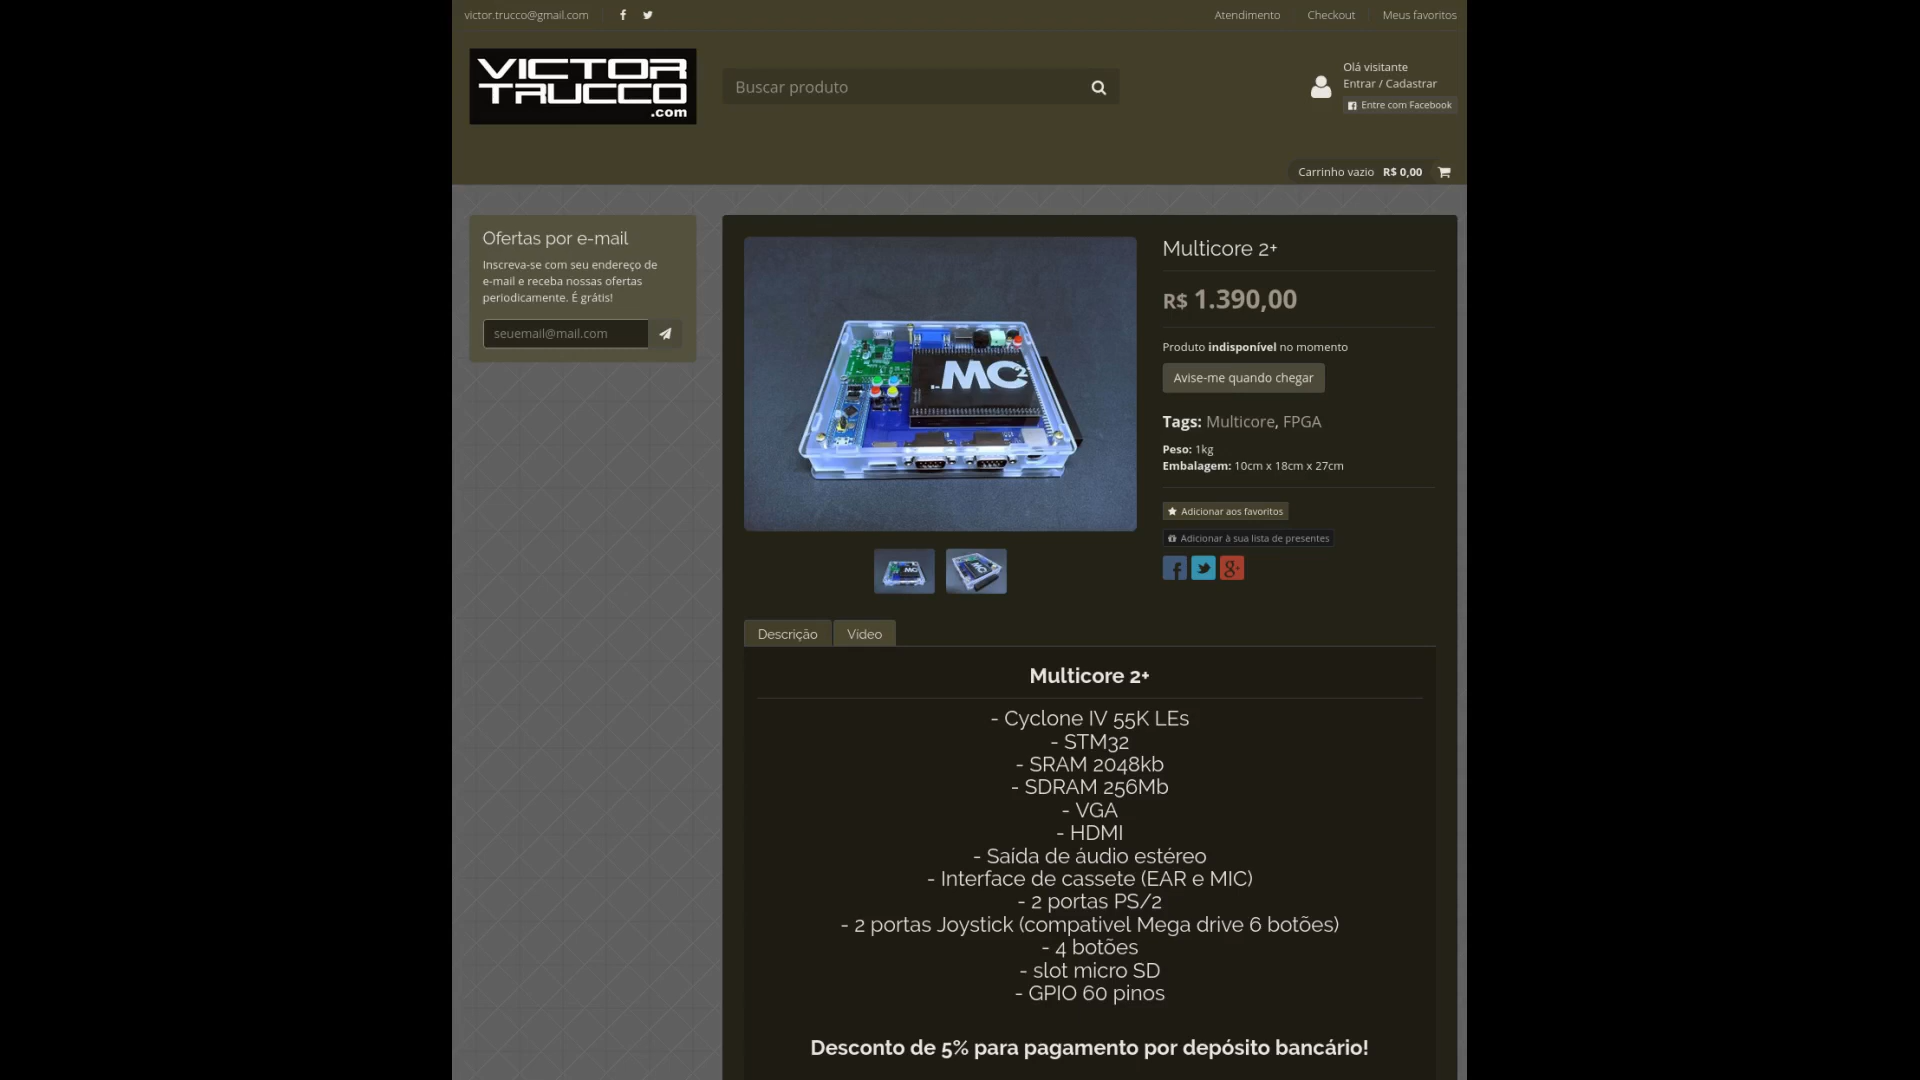 victor.trucco@gmail.com
Atendimento Checkout Meus favoritos
VICTOR
TRUCCO
.com
Buscar produto
Olá visitante
Entrar / Cadastrar
Entre com Facebook
Carrinho vazio R$ 0,00
Ofertas por e-mail
Inscreva-se com seu endereço de
e-mail e receba nossas ofertas
periodicamente. É grátis!
seuemail@mail.com
MC2
Multicore 2+
R$ 1.390,00
Produto indisponível no momento
Avise-me quando chegar
Tags: Multicore, FPGA
Peso: 1kg
Embalagem: 10cm x 18cm x 27cm
Adicionar aos favoritos
Adicionar à sua lista de presentes
Descrição Video
Multicore 2+
- Cyclone IV 55K LEs
- STM32
- SRAM 2048kb
- SDRAM 256Mb
- VGA
- HDMI
- Saída de áudio estéreo
- Interface de cassete (EAR e MIC)
- 2 portas PS/2
- 2 portas Joystick (compativel Mega drive 6 botões)
- 4 botões
- slot micro SD
- GPIO 60 pinos
Desconto de 5% para pagamento por depósito bancário!